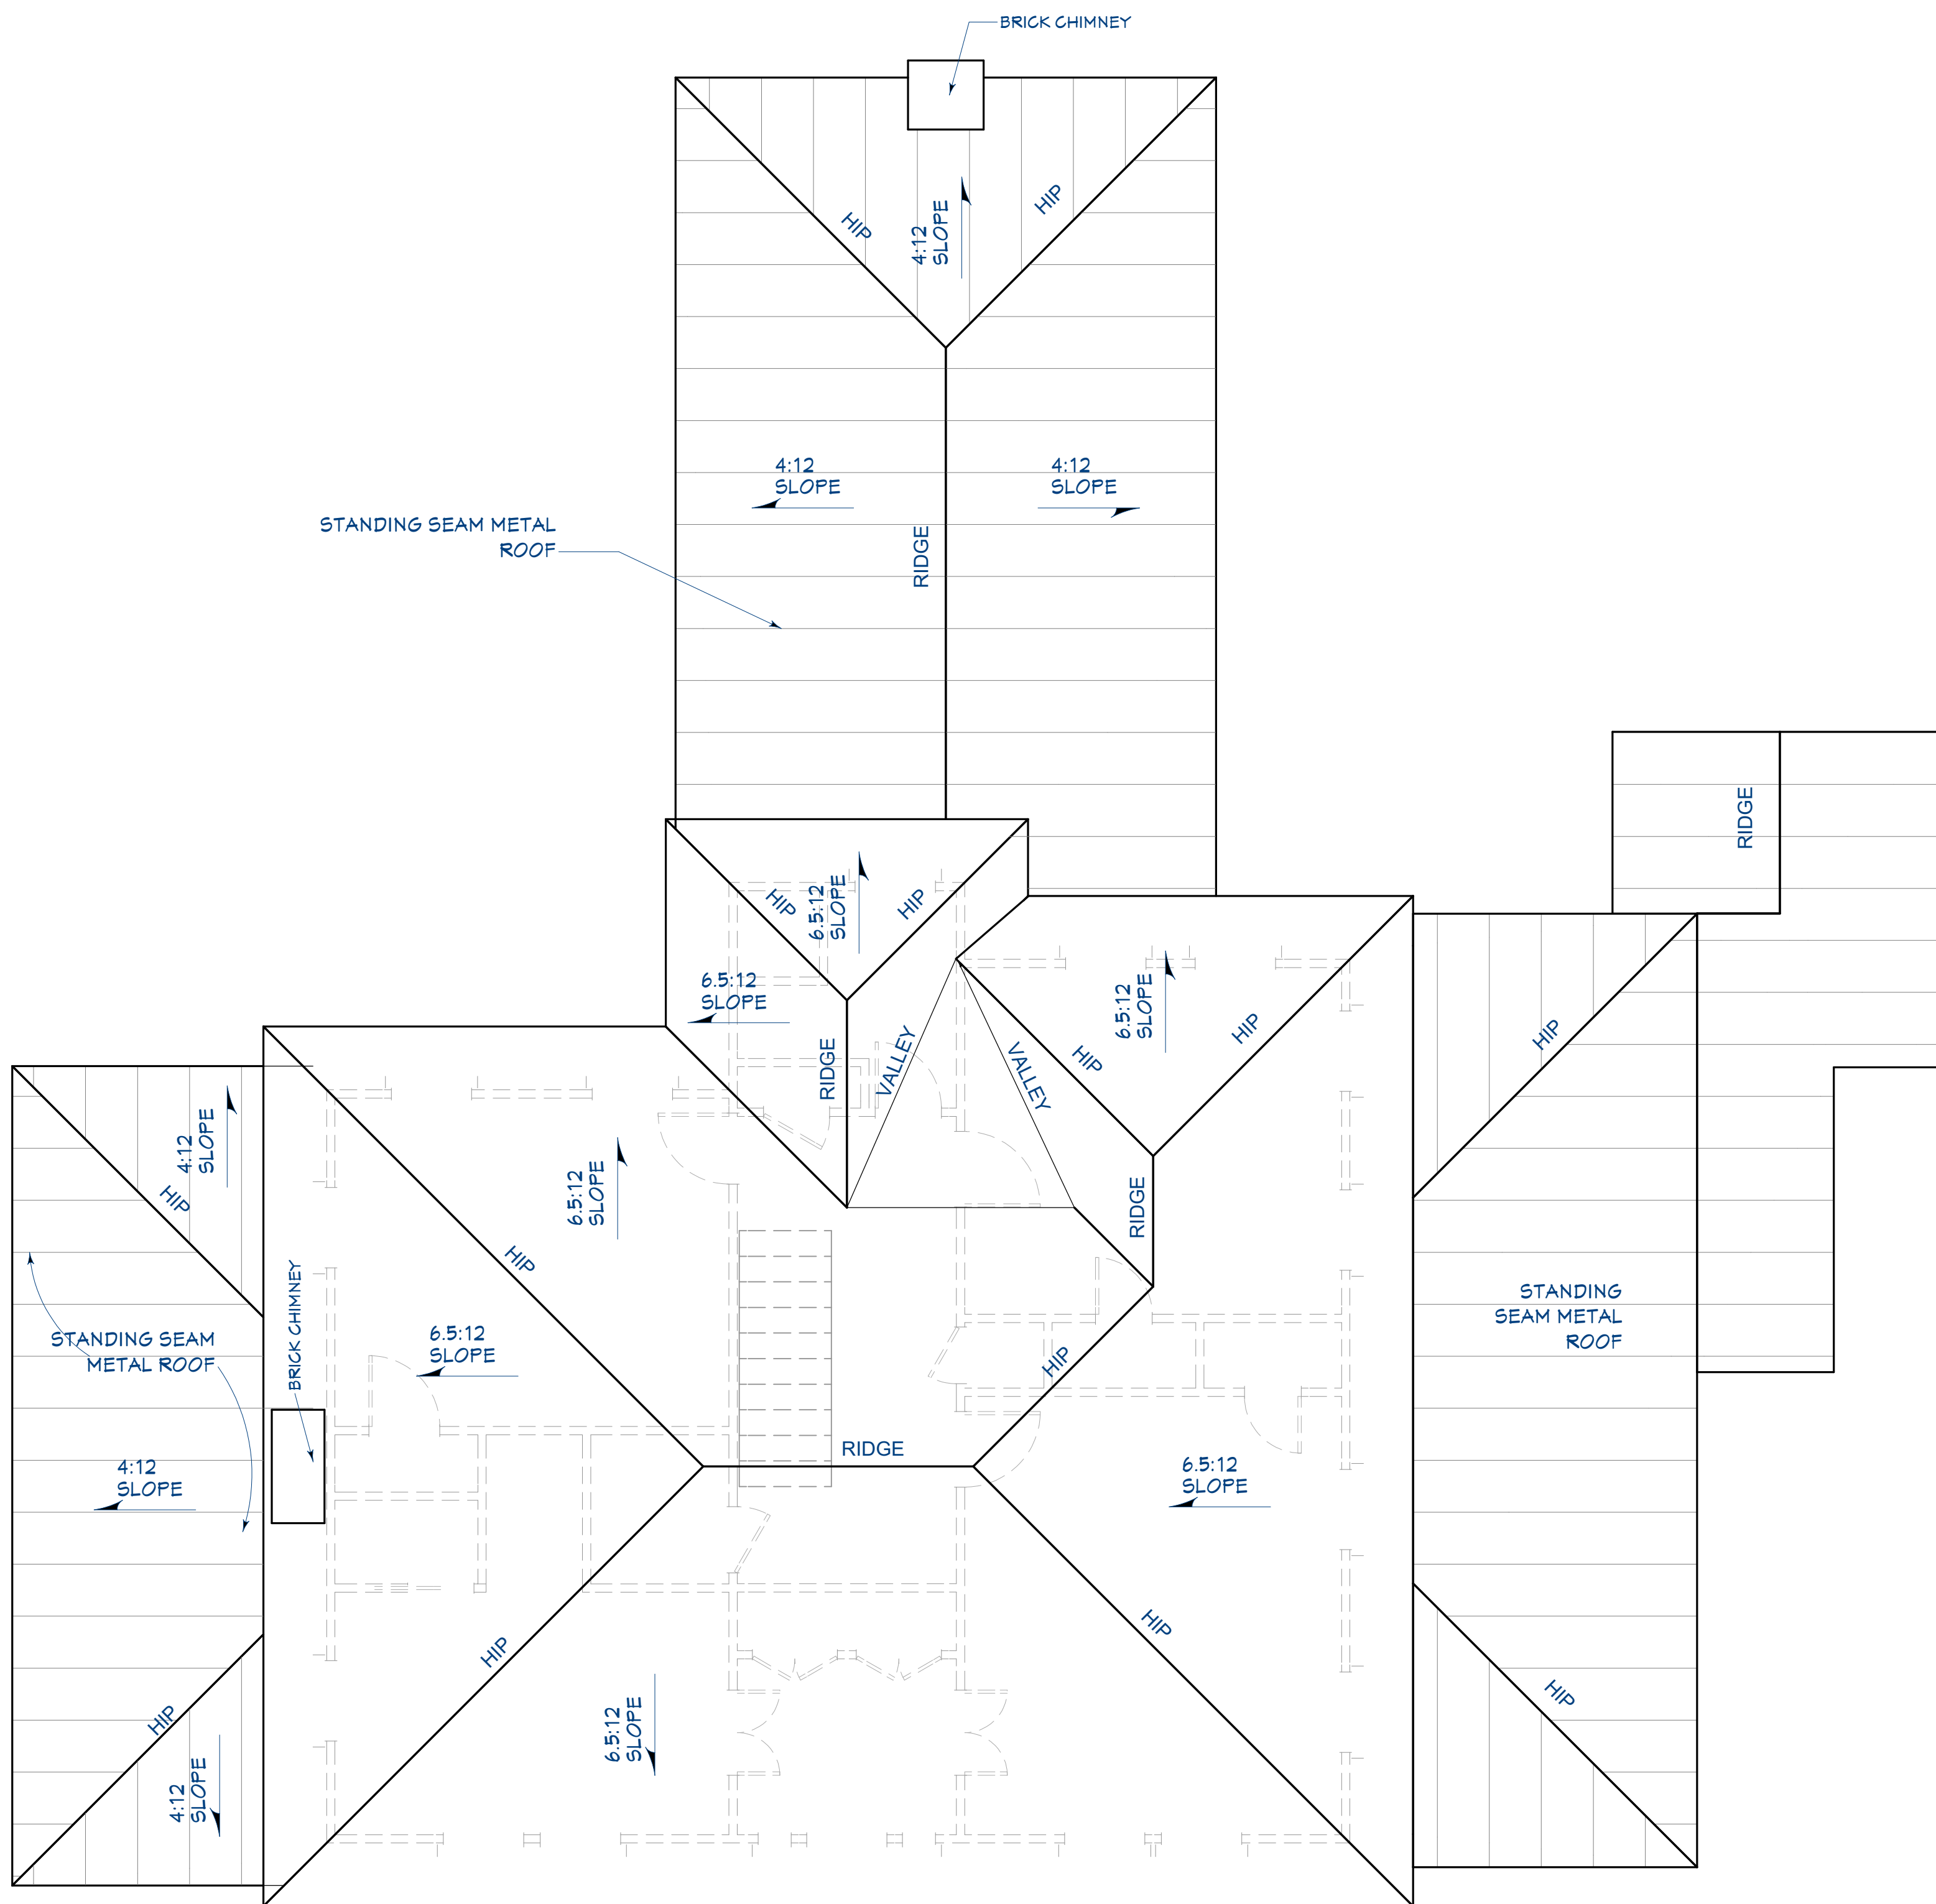 BRICK CHIMNEY
HIP
HIP
4:12
SLOPE
4:12
SLOPE
4:12
SLOPE
STANDING SEAM METAL
ROOF
RIDGE
RIDGE
HIP
HIP
6.5:12
SLOPE
6.5:12
SLOPE
6.5:12
SLOPE
RIDGE
VALLEY
VALLEY
HIP
HIP
HIP
4:12
SLOPE
HIP
6.5:12
SLOPE
RIDGE
HIP
BRICK CHIMNEY
STANDING SEAM
METAL ROOF
6.5:12
SLOPE
HIP
STANDING
SEAM METAL
ROOF
4:12
SLOPE
RIDGE
6.5:12
SLOPE
HIP
HIP
HIP
HIP
6.5:12
SLOPE
4:12
SLOPE